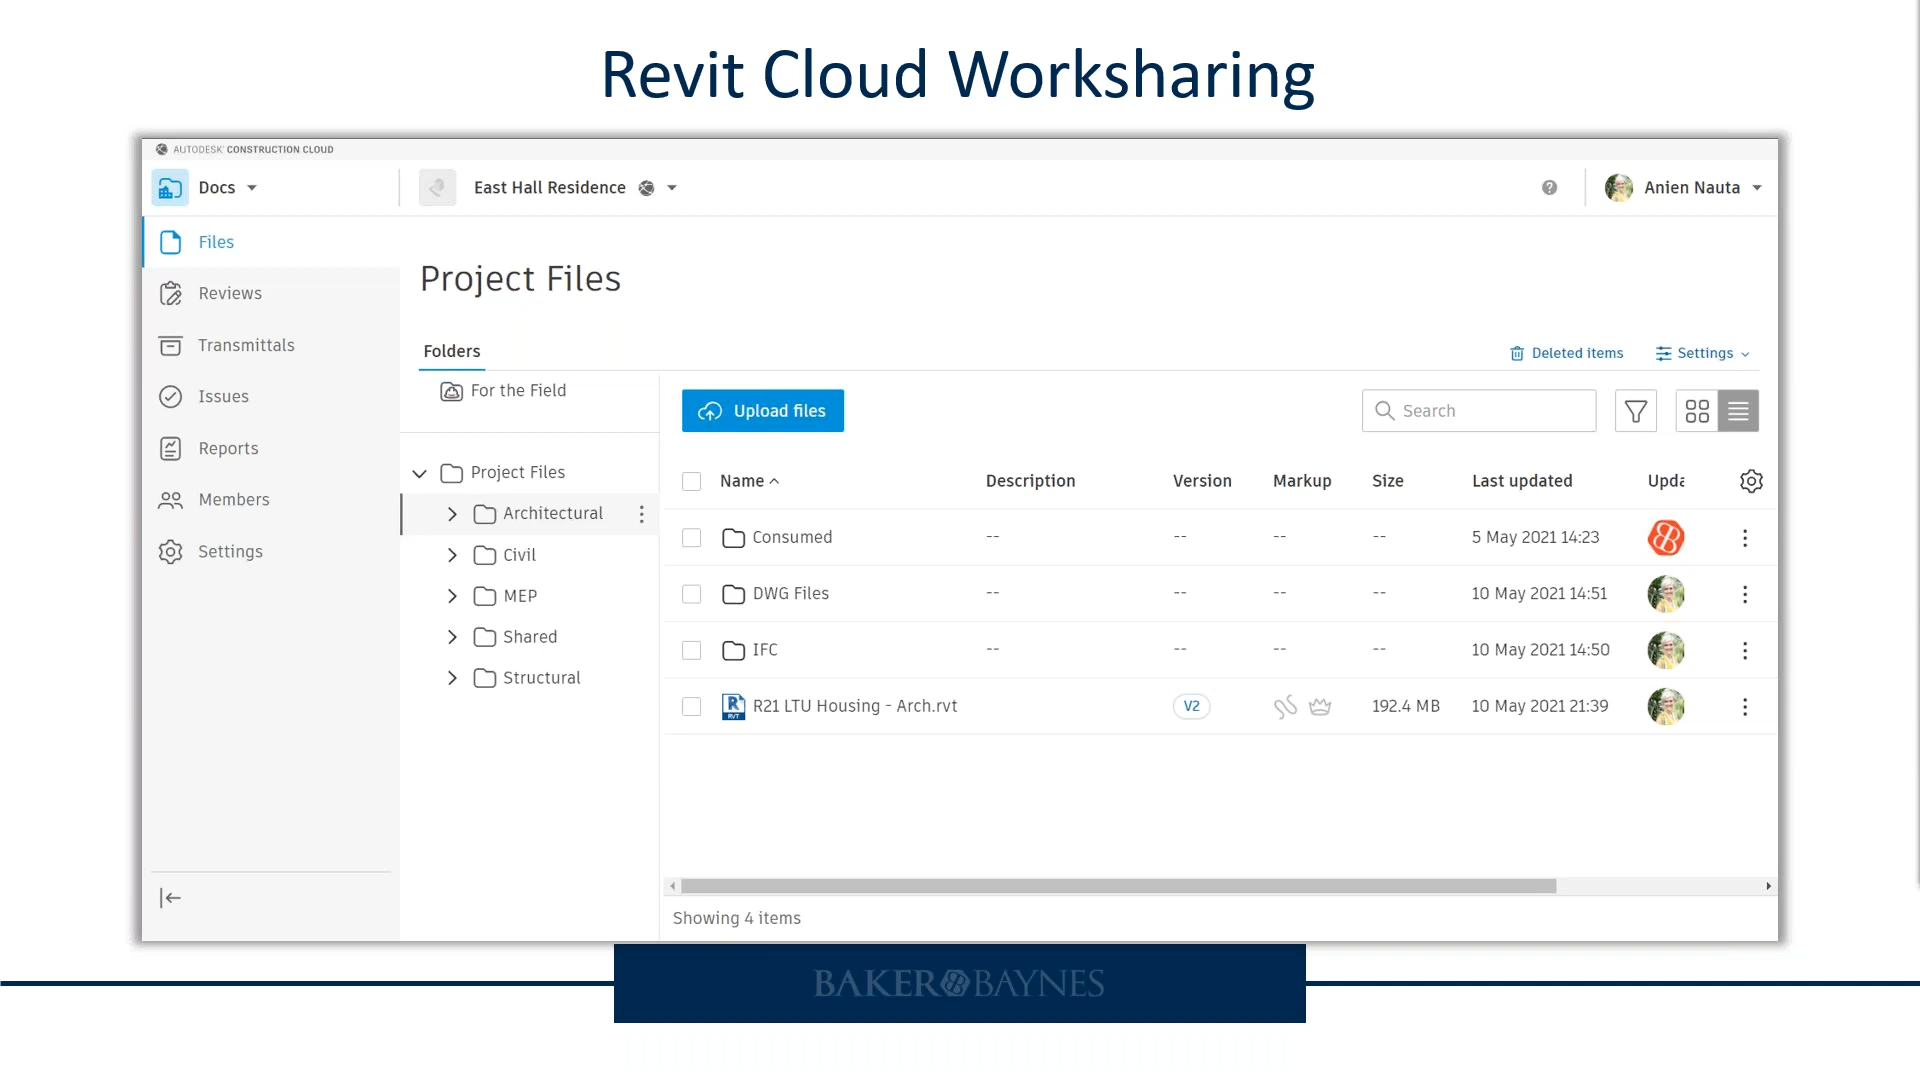 Revit Cloud Worksharing
AUTODESK CONSTRUCTION CLOUD
Docs
East Hall Residence
Anien Nauta
Files
Reviews
Transmittals
Issues
Reports
Members
Settings
Project Files
Folders
Deleted items
Settings
For the Field
Project Files
Architectural
Civil
MEP
Shared
Structural
Upload files
Search
Name Description Version Markup Size Last updated Upda
Consumed -- -- -- -- 5 May 2021 14:23
DWG Files -- -- -- -- 10 May 2021 14:51
IFC -- -- -- -- 10 May 2021 14:50
R RVT R21 LTU Housing - Arch.rvt V2 192.4 MB 10 May 2021 21:39
Showing 4 items
BAKER BAYNES